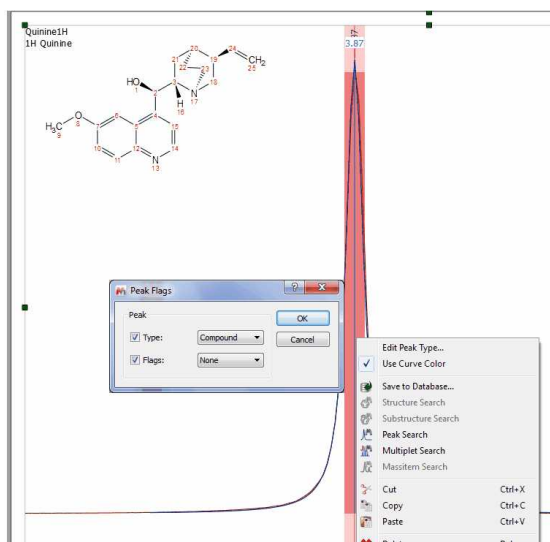 Quinine1H
1H Quinine
3.87
20
24
21
22
23
19
CH2
25
HO
1
3
N
17
18
2
H
16
O
8
H3C
9
7
6
5
4
15
10
11
12
N
13
14
Peak Flags
Peak
Type:
Compound
OK
Flags:
None
Cancel
Edit Peak Type...
Use Curve Color
Save to Database...
Structure Search
Substructure Search
Peak Search
Multiplet Search
Massitem Search
Cut Ctrl+X
Copy Ctrl+C
Paste Ctrl+V